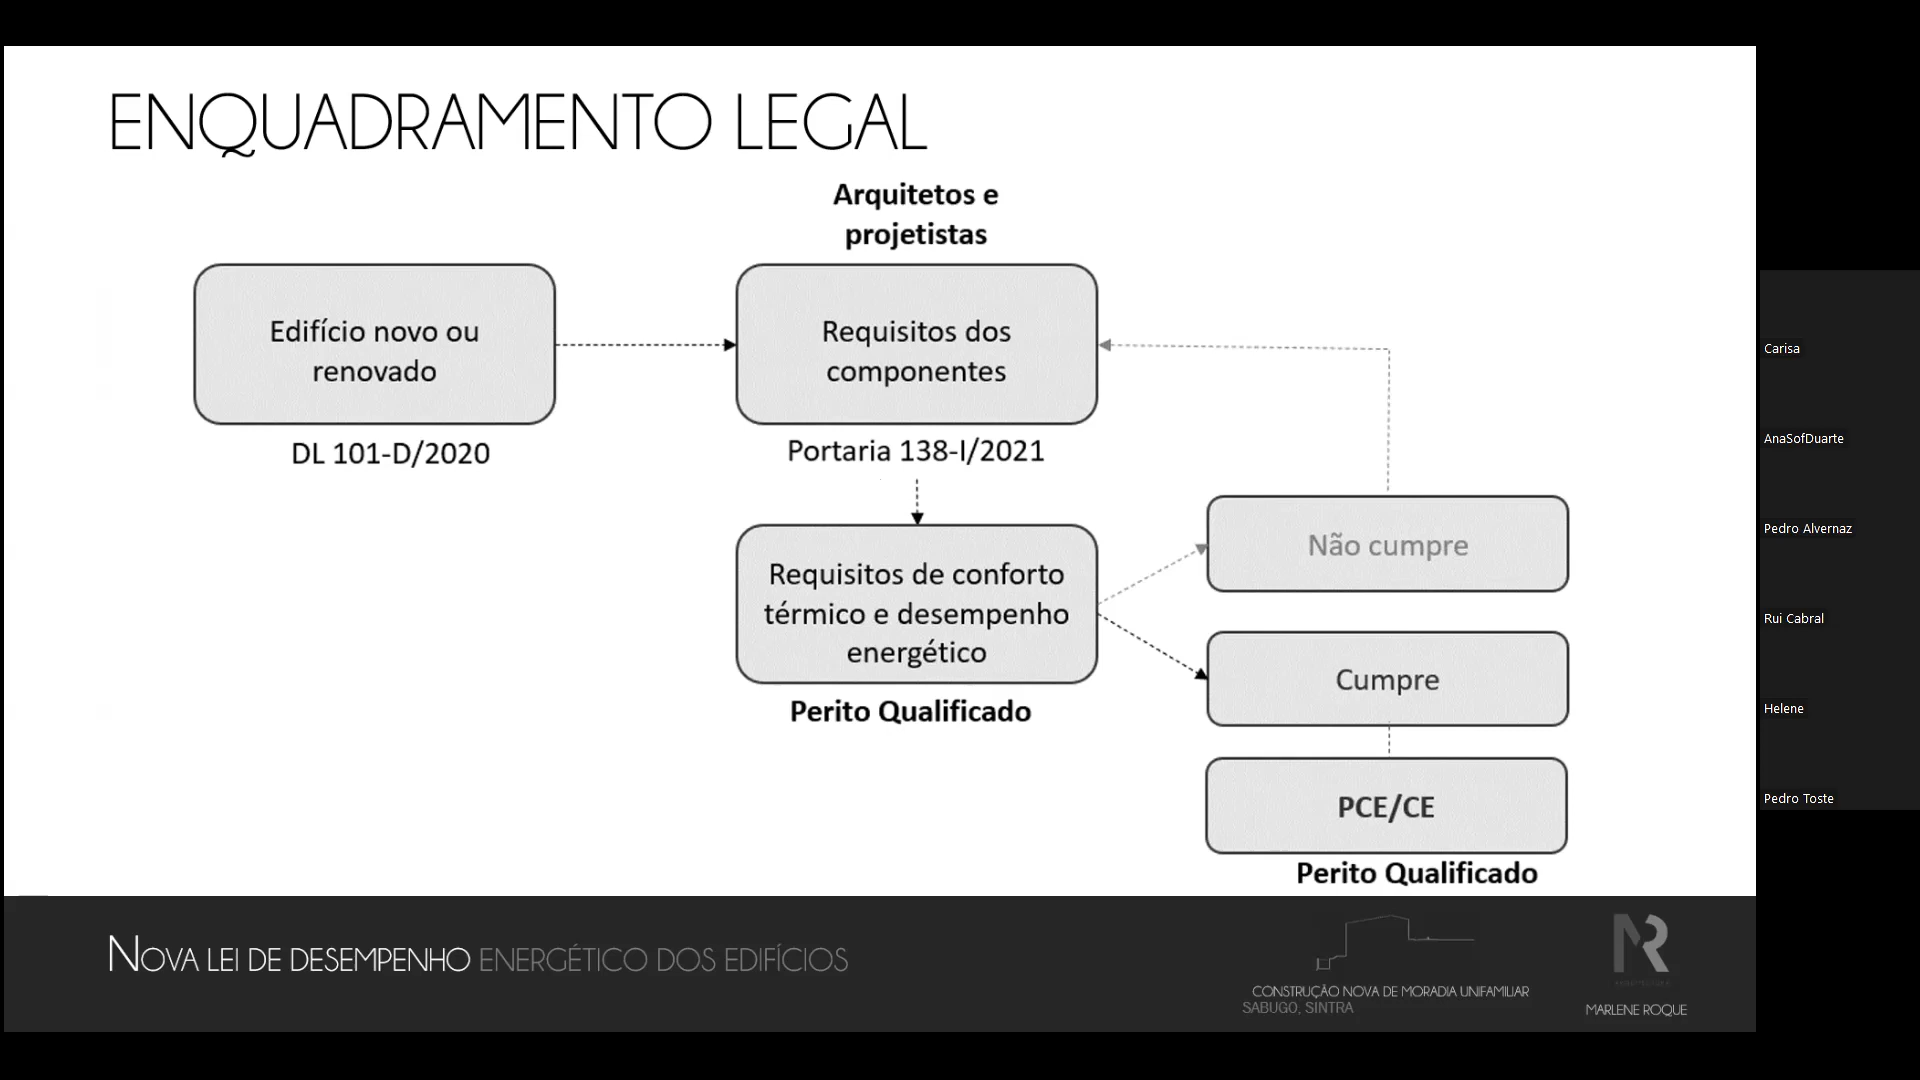 ENQUADRAMENTO LEGAL
Arquitetos e
projetistas
Edifício novo ou
renovado
DL 101-D/2020
Requisitos dos
componentes
Portaria 138-I/2021
Requisitos de conforto
térmico e desempenho
energético
Perito Qualificado
Não cumpre
Cumpre
PCE/CE
Perito Qualificado
NOVA LEI DE DESEMPENHO ENERGÉTICO DOS EDIFÍCIOS
CONSTRUÇÃO NOVA DE MORADIA UNIFAMILIAR
SABUGO, SINTRA
MR
MARLENE ROQUE
Carisa
AnaSofDuarte
Pedro Alvernaz
Rui Cabral
Helene
Pedro Toste